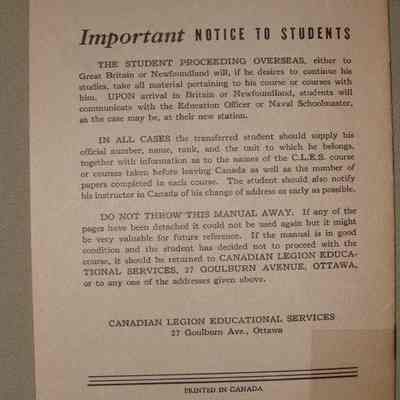 Important NOTICE TO STUDENTS
THE STUDENT PROCEEDING OVERSEAS, either to
Great Britain or Newfoundland will, if he desires to continue his
studies, take all material pertaining to his course or courses with
him. UPON arrival in Britain or Newfoundland, students will
communicate with the Education Officer or Naval Schoolmaster,
as the case may be, at their new station.
IN ALL CASES the transferred student should supply his
official number, name, rank, and the unit to which he belongs,
together with information as to the names of the C.L.E.S. course
or courses taken before leaving Canada as well as the number of
papers completed in each course. The student should also notify
his instructor in Canada of his change of address as early as possible.
DO NOT THROW THIS MANUAL AWAY. If any of the
pages have been detached it could not be used again but it might
be very valuable for future reference. If the manual is in good
condition and the student has decided not to proceed with the
course, it should be returned to CANADIAN LEGION EDUCA-
TIONAL SERVICES, 27 GOULBURN AVENUE, OTTAWA,
or to any one of the addresses given above.
CANADIAN LEGION EDUCATIONAL SERVICES
27 Goulburn Ave., Ottawa
PRINTED IN CANADA